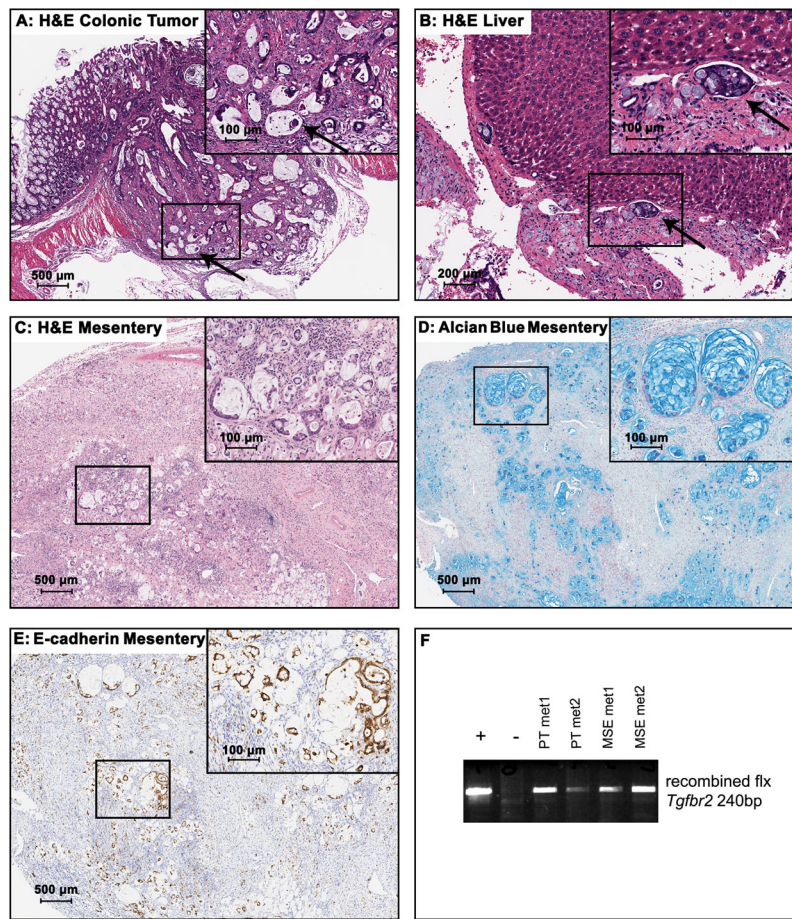 A: H&E Colonic Tumor
100 µm
500 µm
B: H&E Liver
100 µm
200 µm
C: H&E Mesentery
100 µm
500 µm
D: Alcian Blue Mesentery
100 µm
500 µm
E: E-cadherin Mesentery
100 µm
500 µm
F
+
-
PT met1
PT met2
MSE met1
MSE met2
recombined flx
Tgfbr2 240bp